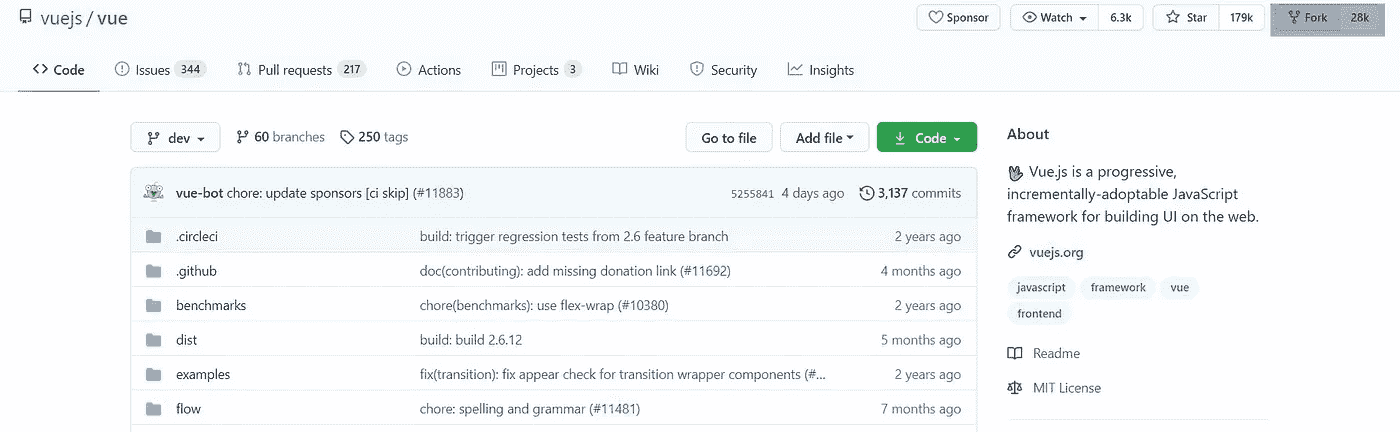 vuejs / vue
Sponsor
Watch 6.3k
Star 179k
Fork 28k
Code
Issues 344
Pull requests 217
Actions
Projects 3
Wiki
Security
Insights
dev
60 branches
250 tags
Go to file
Add file
Code
vue-bot chore: update sponsors [ci skip] (#11883) 5255841 4 days ago 3,137 commits
.circleci build: trigger regression tests from 2.6 feature branch 2 years ago
.github doc(contributing): add missing donation link (#11692) 4 months ago
benchmarks chore(benchmarks): use flex-wrap (#10380) 2 years ago
dist build: build 2.6.12 5 months ago
examples fix(transition): fix appear check for transition wrapper components (#... 2 years ago
flow chore: spelling and grammar (#11481) 7 months ago
About
Vue.js is a progressive,
incrementally-adoptable JavaScript
framework for building UI on the web.
vuejs.org
javascript framework vue
frontend
Readme
MIT License